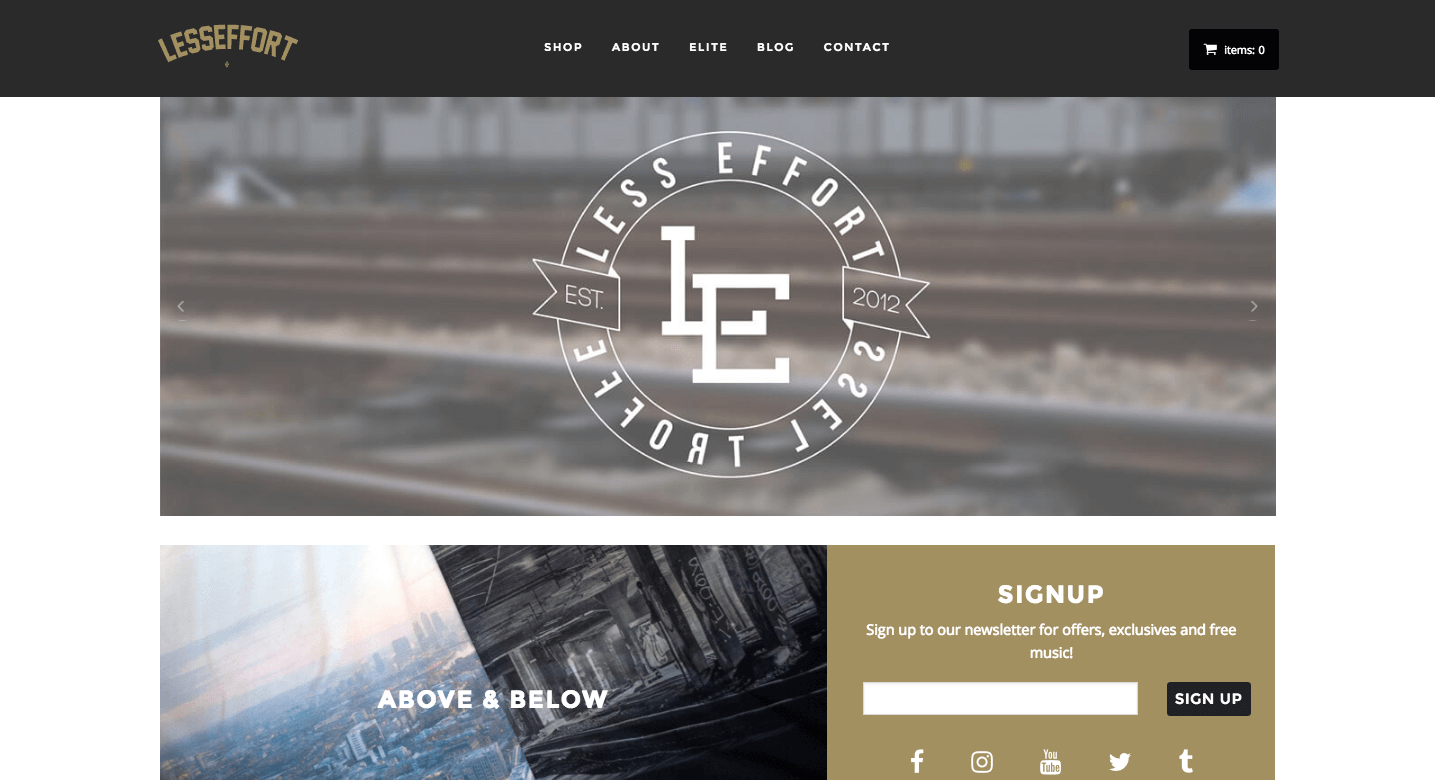 LESSEFFORT
SHOP ABOUT ELITE BLOG CONTACT
items: 0
LESS EFFORT
EST.
LE
2012
LESS EFFORT
ABOVE & BELOW
SIGNUP
Sign up to our newsletter for offers, exclusives and free
music!
SIGN UP
You
Tube